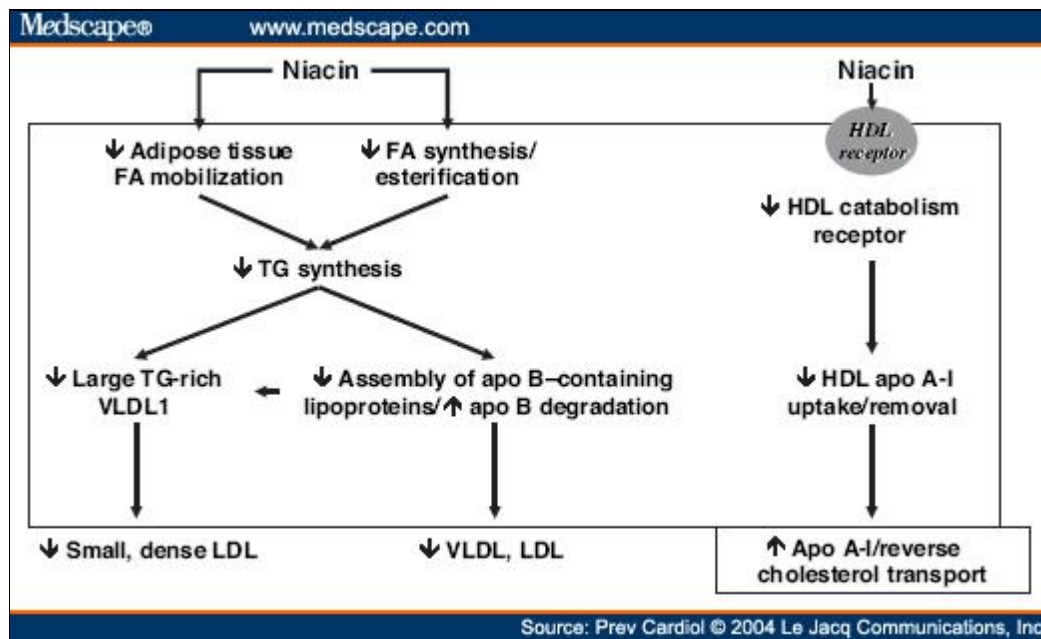 Medscape® www.medscape.com
Niacin
Niacin
HDL
receptor
↓ Adipose tissue
FA mobilization
↓ FA synthesis/
esterification
↓ HDL catabolism
receptor
↓ TG synthesis
↓ Large TG-rich
VLDL1
↓ Assembly of apo B–containing
lipoproteins/↑ apo B degradation
↓ HDL apo A-I
uptake/removal
↓ Small, dense LDL
↓ VLDL, LDL
↑ Apo A-I/reverse
cholesterol transport
Source: Prev Cardiol © 2004 Le Jacq Communications, Inc